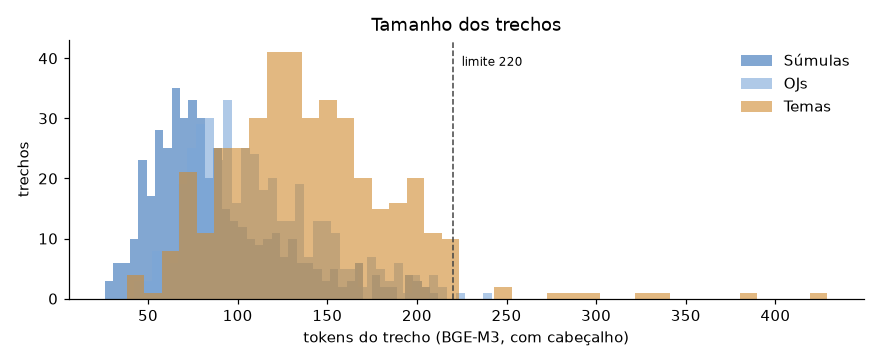 Tamanho dos trechos
40
30
20
10
0
trechos
limite 220
Súmulas
OJs
Temas
50
100
150
200
250
300
350
400
tokens do trecho (BGE-M3, com cabeçalho)